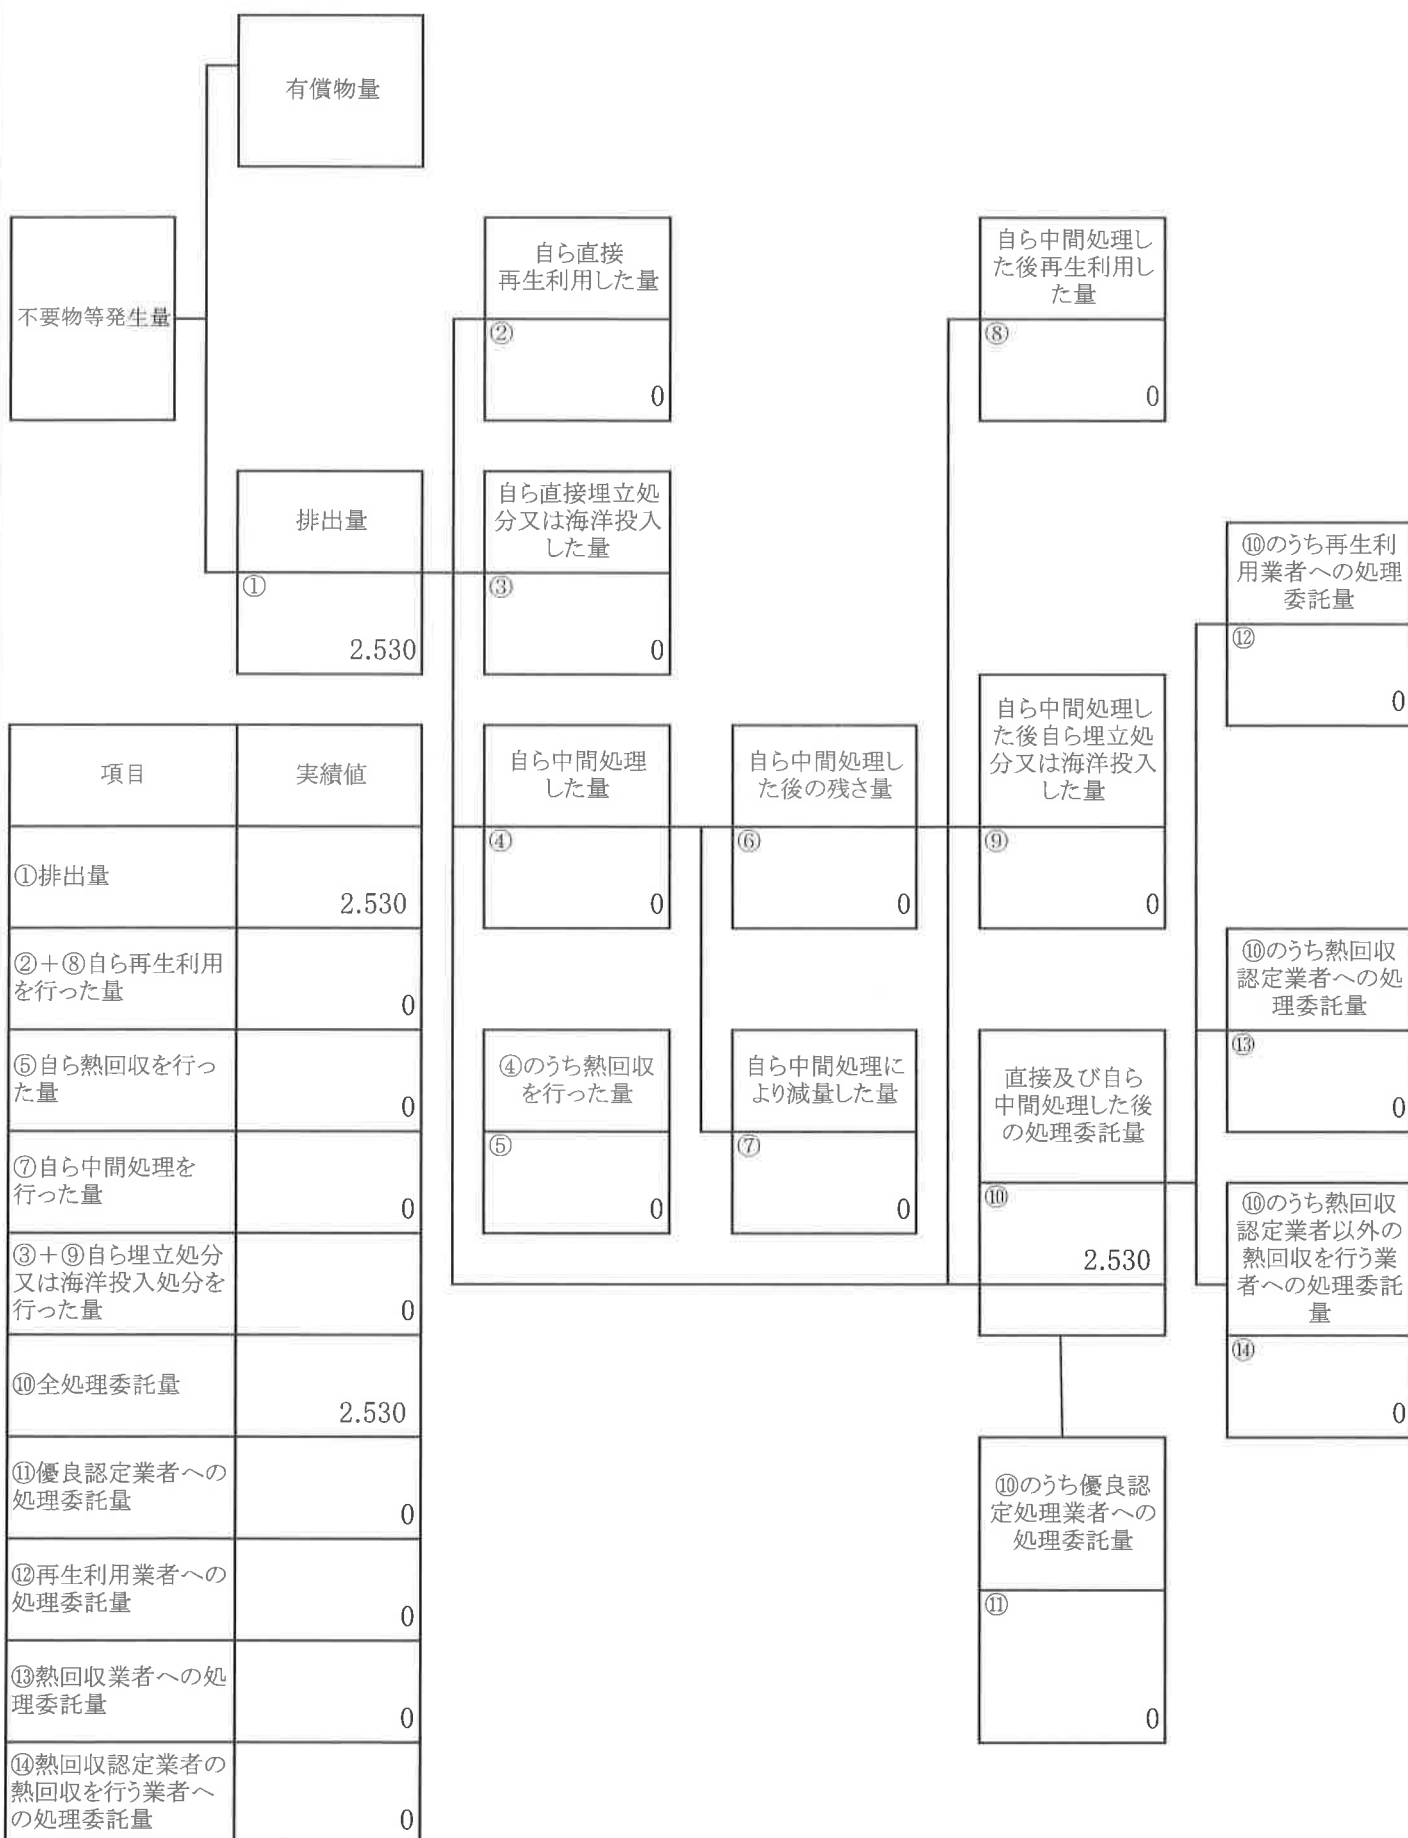 有償物量
不要物等発生量
自ら直接
再生利用した量
②
0
自ら中間処理し
た後再生利用し
た量
⑧
0
排出量
①
2.530
自ら直接埋立処
分又は海洋投入
した量
③
0
⑩のうち再生利
用業者への処理
委託量
⑫
0
自ら中間処理
した量
④
0
自ら中間処理し
た後の残さ量
⑥
0
自ら中間処理し
た後自ら埋立処
分又は海洋投入
した量
⑨
0
⑩のうち熱回収
認定業者への処
理委託量
⑬
0
④のうち熱回収
を行った量
⑤
0
自ら中間処理に
より減量した量
⑦
0
直接及び自ら
中間処理した後
の処理委託量
⑩
2.530
⑩のうち熱回収
認定業者以外の
熱回収を行う業
者への処理委託
量
⑭
0
⑩のうち優良認
定処理業者への
処理委託量
⑪
0
項目
実績値
①排出量
2.530
②+⑧自ら再生利用
を行った量
0
⑤自ら熱回収を行っ
た量
0
⑦自ら中間処理を
行った量
0
③+⑨自ら埋立処分
又は海洋投入処分を
行った量
0
⑩全処理委託量
2.530
⑪優良認定業者への
処理委託量
0
⑫再生利用業者への
処理委託量
0
⑬熱回収業者への処
理委託量
0
⑭熱回収認定業者の
熱回収を行う業者へ
の処理委託量
0